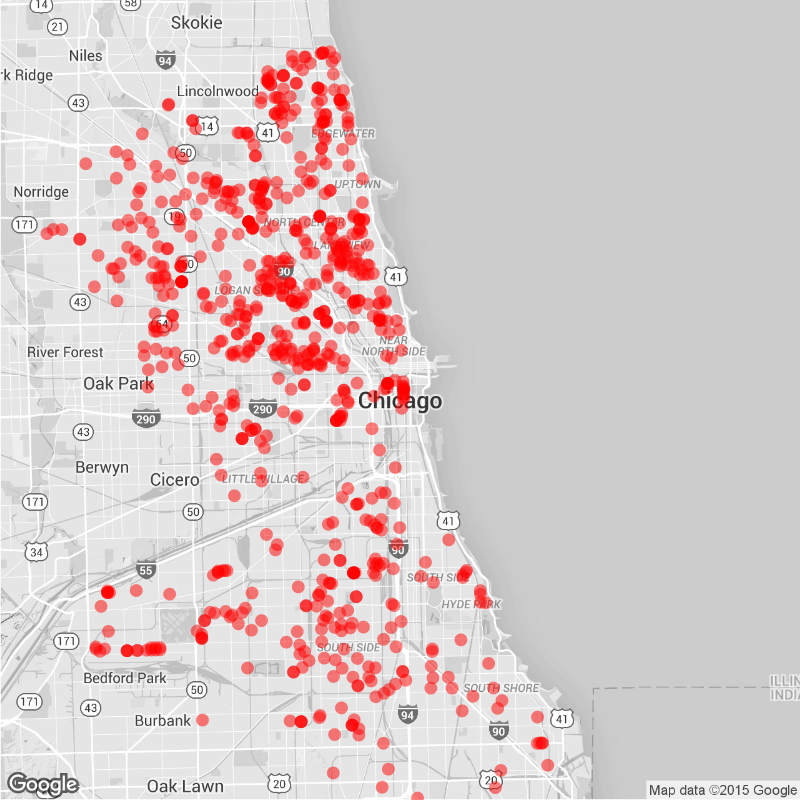 14
58
Skokie
21
Niles
94
rk Ridge
Lincolnwood
43
14
41
EDGEWATER
50
Norridge
UPTOWN
171
19
NORTH CENTER
LAKE VIEW
50
90
41
LOGAN SQUARE
43
64
NEAR
NORTH SIDE
River Forest
50
Oak Park
Chicago
290
290
43
Berwyn
Cicero
LITTLE VILLAGE
171
50
41
34
90
55
SOUTH SIDE
HYDE PARK
171
SOUTH SIDE
Bedford Park
ILLIN
INDIA
50
SOUTH SHORE
171
43
94
41
Burbank
90
Google
Oak Lawn
20
20
Map data ©2015 Google